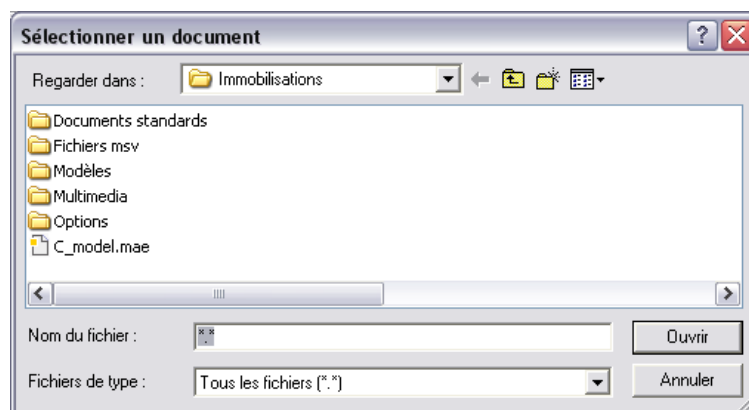 Sélectionner un document
Regarder dans : Immobilisations
Documents standards
Fichiers msv
Modèles
Multimedia
Options
C_model.mae
Nom du fichier : *.* Ouvrir
Fichiers de type : Tous les fichiers (*.*) Annuler